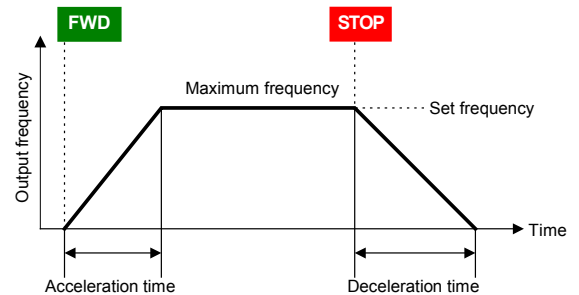 FWD
STOP
Maximum frequency
Set frequency
Output frequency
Time
Acceleration time
Deceleration time